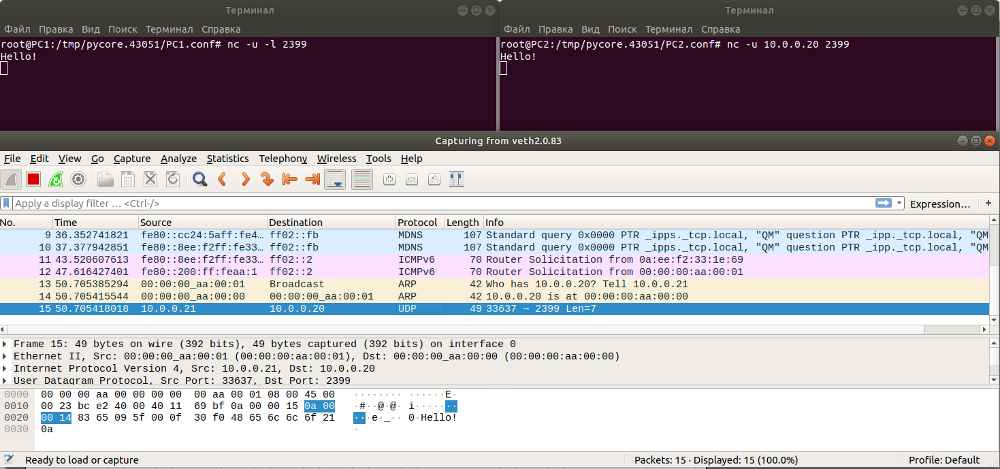 Терминал
Файл Правка Вид Поиск Терминал Справка
root@PC1:/tmp/pycore.43051/PC1.conf# nc -u -l 2399
Hello!
Терминал
Файл Правка Вид Поиск Терминал Справка
root@PC2:/tmp/pycore.43051/PC2.conf# nc -u 10.0.0.20 2399
Hello!
Capturing from veth2.0.83
File Edit View Go Capture Analyze Statistics Telephony Wireless Tools Help
Apply a display filter … <Ctrl-/> Expression… +
No. Time Source Destination Protocol Length Info
9 36.352741821 fe80::cc24:5aff:fe4… ff02::fb MDNS 107 Standard query 0x0000 PTR _ipps._tcp.local, "QM" question PTR _ipp._tcp.local, "QM
10 37.377942851 fe80::8ee:f2ff:fe33… ff02::fb MDNS 107 Standard query 0x0000 PTR _ipps._tcp.local, "QM" question PTR _ipp._tcp.local, "QM
11 43.520607613 fe80::8ee:f2ff:fe33… ff02::2 ICMPv6 70 Router Solicitation from 0a:ee:f2:33:1e:69
12 47.616427401 fe80::200:ff:feaa:1 ff02::2 ICMPv6 70 Router Solicitation from 00:00:00:aa:00:01
13 50.705385294 00:00:00_aa:00:01 Broadcast ARP 42 Who has 10.0.0.20? Tell 10.0.0.21
14 50.705415544 00:00:00_aa:00:00 00:00:00_aa:00:01 ARP 42 10.0.0.20 is at 00:00:00:aa:00:00
15 50.705418018 10.0.0.21 10.0.0.20 UDP 49 33637 → 2399 Len=7
Frame 15: 49 bytes on wire (392 bits), 49 bytes captured (392 bits) on interface 0
Ethernet II, Src: 00:00:00_aa:00:01 (00:00:00:aa:00:01), Dst: 00:00:00_aa:00:00 (00:00:00:aa:00:00)
Internet Protocol Version 4, Src: 10.0.0.21, Dst: 10.0.0.20
User Datagram Protocol, Src Port: 33637, Dst Port: 2399
0000 00 00 00 aa 00 00 00 00 00 aa 00 01 08 00 45 00 ········ ······E·
0010 00 23 bc e2 40 00 40 11 69 bf 0a 00 00 15 0a 00 ·#··@·@· i·······
0020 00 14 83 65 09 5f 00 0f 30 f0 48 65 6c 6c 6f 21 ···e·_·· 0·Hello!
0030 0a ·
Ready to load or capture Packets: 15 · Displayed: 15 (100.0%) Profile: Default